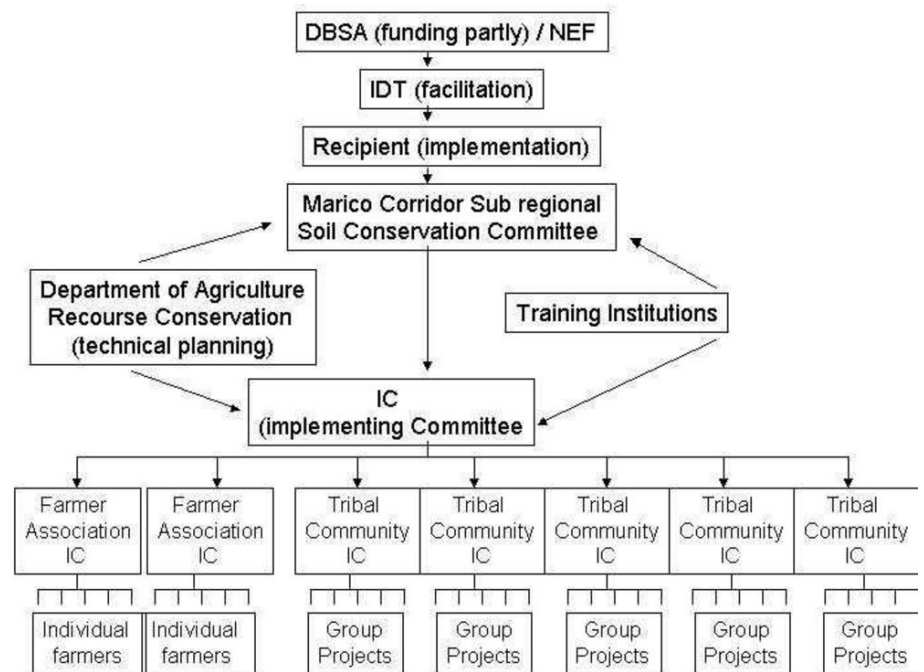 DBSA (funding partly) / NEF
IDT (facilitation)
Recipient (implementation)
Marico Corridor Sub regional
Soil Conservation Committee
Department of Agriculture
Recourse Conservation
(technical planning)
Training Institutions
IC
(implementing Committee
Farmer
Association
IC
Farmer
Association
IC
Tribal
Community
IC
Tribal
Community
IC
Tribal
Community
IC
Tribal
Community
IC
Tribal
Community
IC
Individual
farmers
Individual
farmers
Group
Projects
Group
Projects
Group
Projects
Group
Projects
Group
Projects